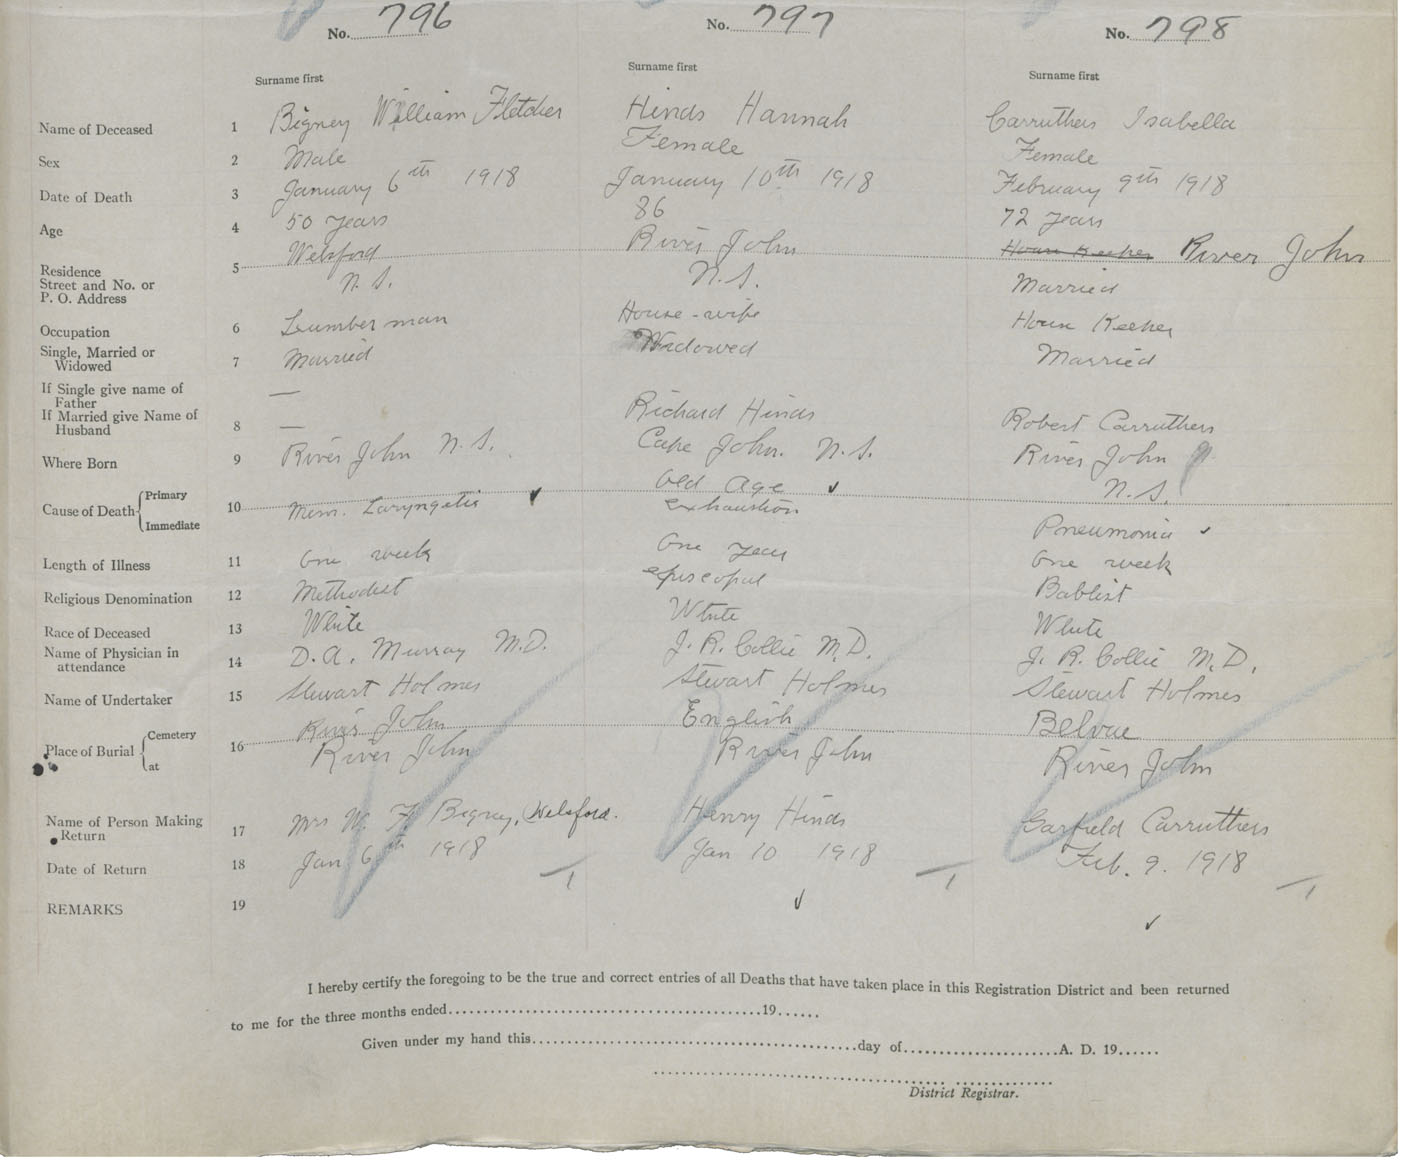 No. 796 No. 797 No. 798
Surname first Surname first Surname first
Name of Deceased 1 Bigney William Fletcher Hinds Hannah Carruthers Isabella
Sex 2 Male Female Female
Date of Death 3 January 6th 1918 January 10th 1918 February 9th 1918
Age 4 50 years 86 72 years
Residence Street and No. or P. O. Address 5 Welsford River John House Keeper River John
N. S. N. S. Married
Occupation 6 Lumberman House-wife House Keeper
Single, Married or Widowed 7 Married Widowed Married
If Single give name of Father —
If Married give Name of Husband 8 — Richard Hinds Robert Carruthers
Where Born 9 River John N. S. Cape John. N. S. River John
N. S.
Cause of Death Primary Old Age
Immediate 10 Mem. Laryngetis exhaustion Pneumonia
Length of Illness 11 One week One year One week
Religious Denomination 12 Methodist episcopal Bablist
Race of Deceased 13 White White White
Name of Physician in attendance 14 D. A. Murray M.D. J. R. Collie M.D. J. R. Collie M.D.
Name of Undertaker 15 Stewart Holmes Stewart Holmes Stewart Holmes
Place of Burial Cemetery 16 River John English Belvue
at River John River John River John
Name of Person Making Return 17 Mrs W. F Bigney, Welsford. Henry Hinds Garfield Carruthers
Date of Return 18 Jan 6th 1918 Jan 10 1918 Feb. 9. 1918
REMARKS 19
I hereby certify the foregoing to be the true and correct entries of all Deaths that have taken place in this Registration District and been returned
to me for the three months ended 19
Given under my hand this day of A. D. 19
District Registrar.